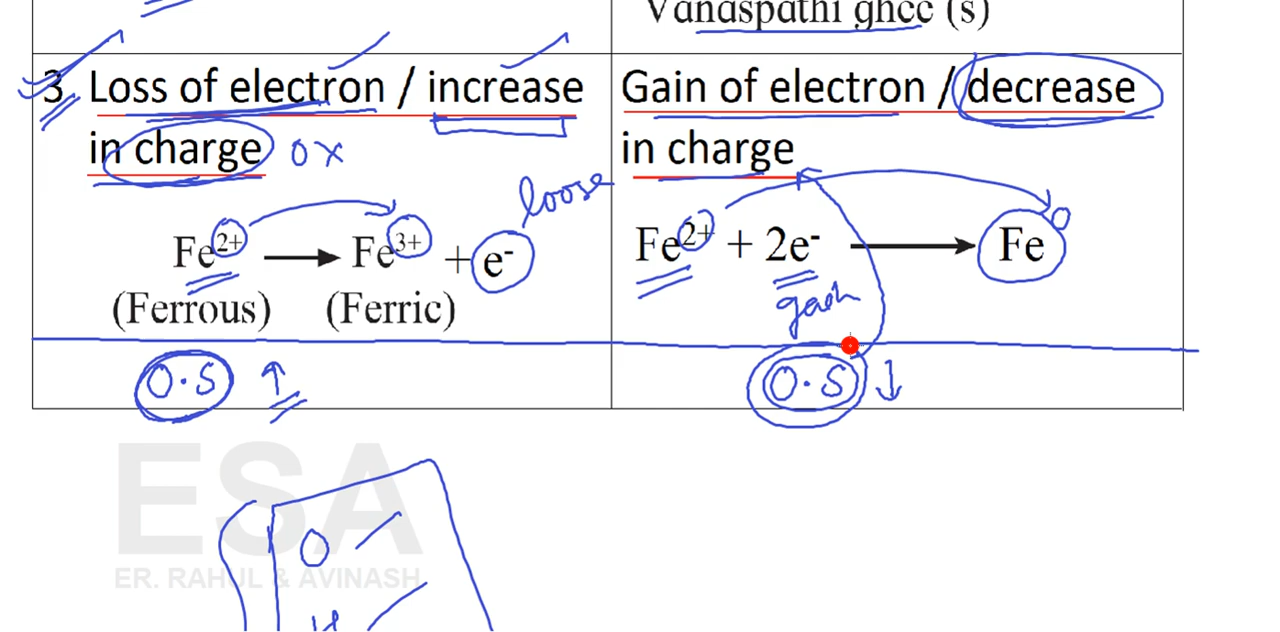 Vanaspathi ghee (s)
3. Loss of electron / increase
in charge ox
loose
Fe2+ → Fe3+ + e-
(Ferrous) (Ferric)
O.S ↑
Gain of electron / decrease
in charge
Fe2+ + 2e- → Fe0
gain
O.S ↓
ESA
ER. RAHUL & AVINASH
O
H